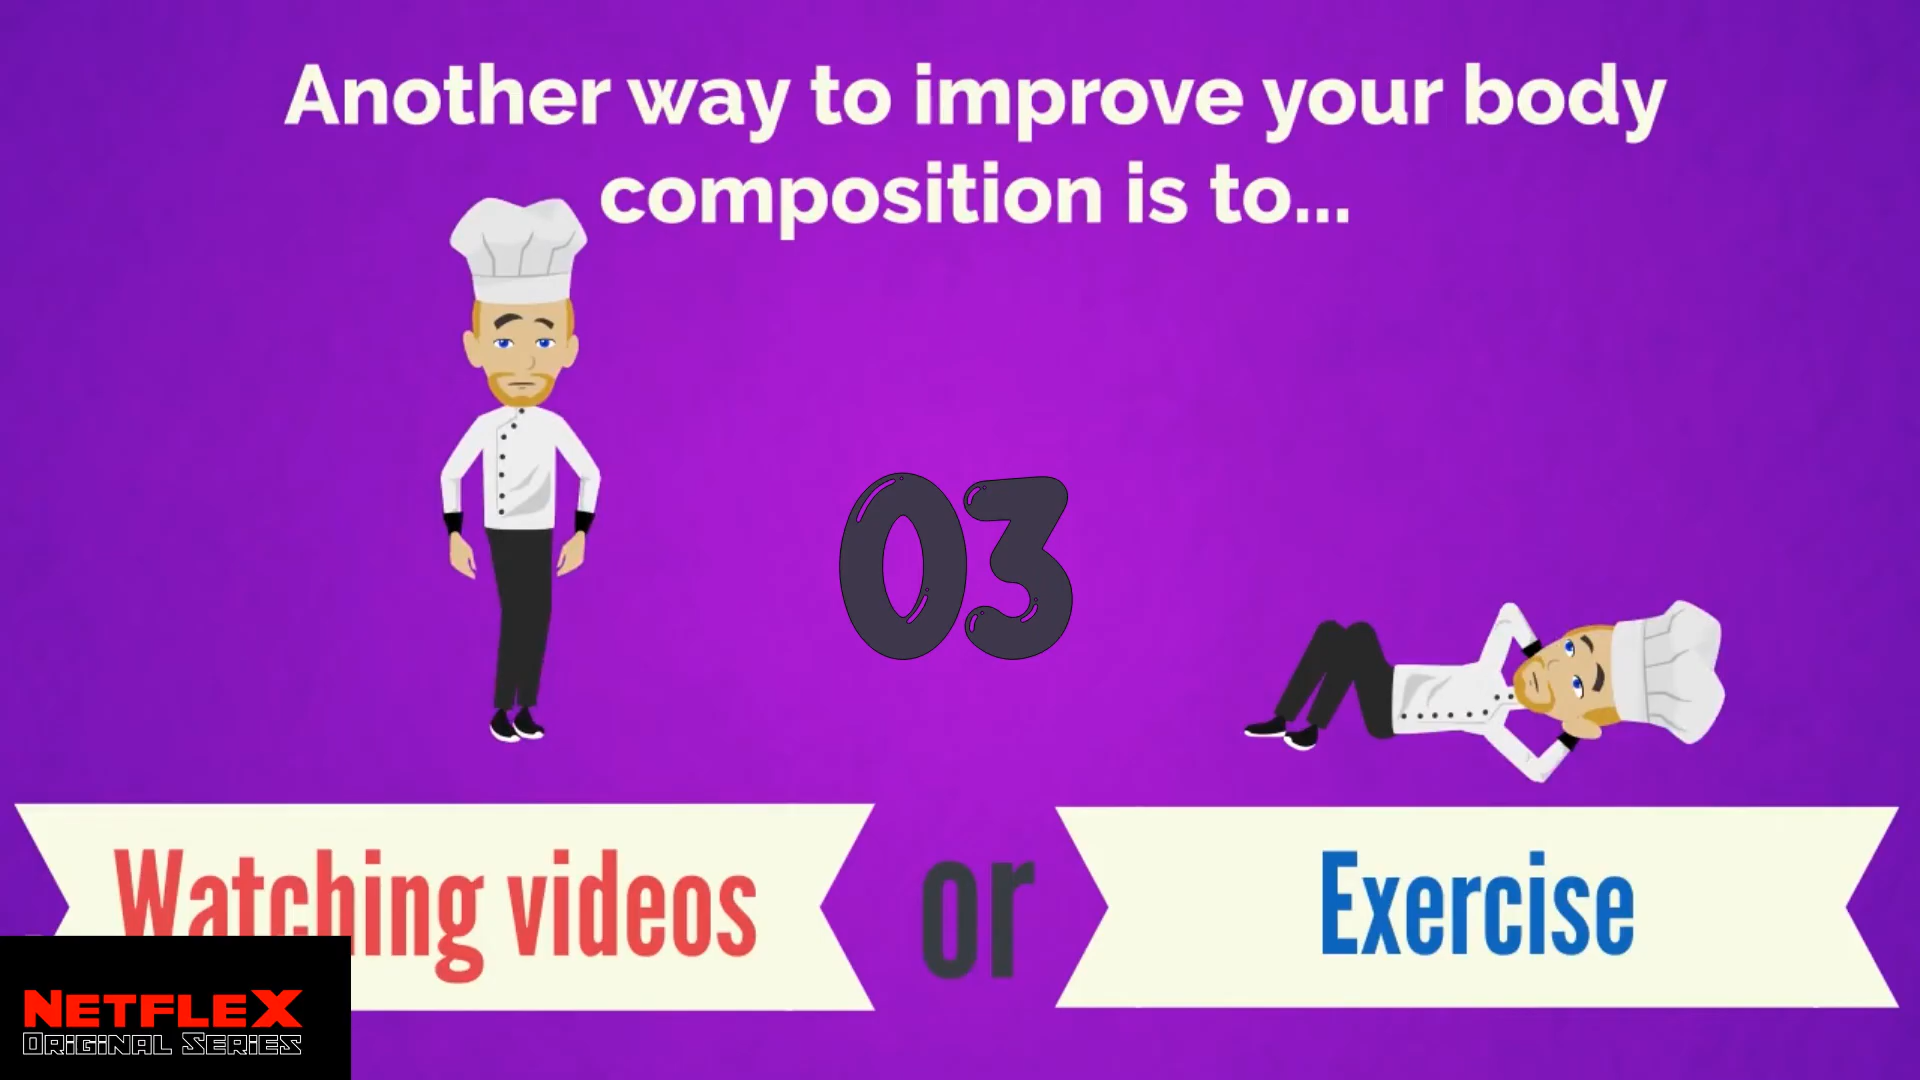 Another way to improve your body
composition is to...
03
Watching videos
or
Exercise
NETFLEX
ORIGINAL SERIES